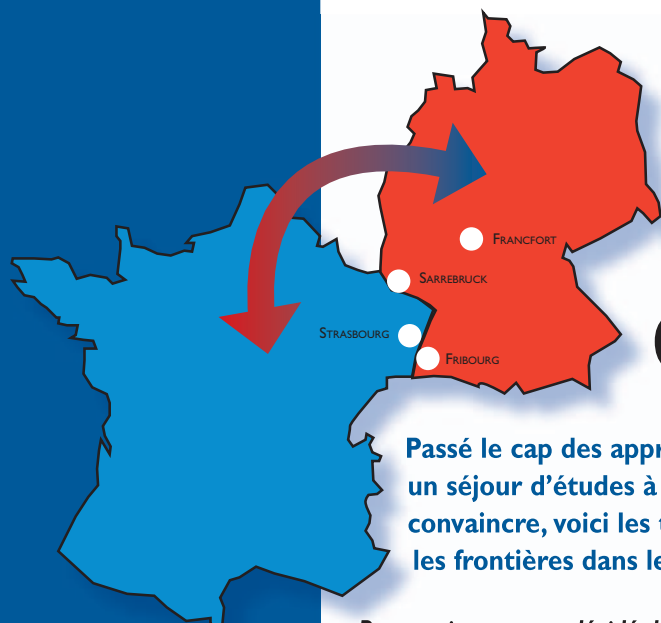 FRANCFORT
SARREBRUCK
STRASBOURG
FRIBOURG
Passé le cap des appr
un séjour d'études à
convaincre, voici les
les frontières dans le